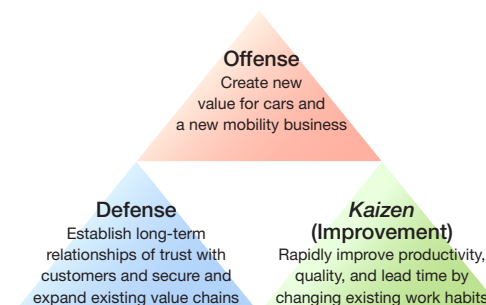 Offense
Create new
value for cars and
a new mobility business
Defense
Establish long-term
relationships of trust with
customers and secure and
expand existing value chains
Kaizen
(Improvement)
Rapidly improve productivity,
quality, and lead time by
changing existing work habits